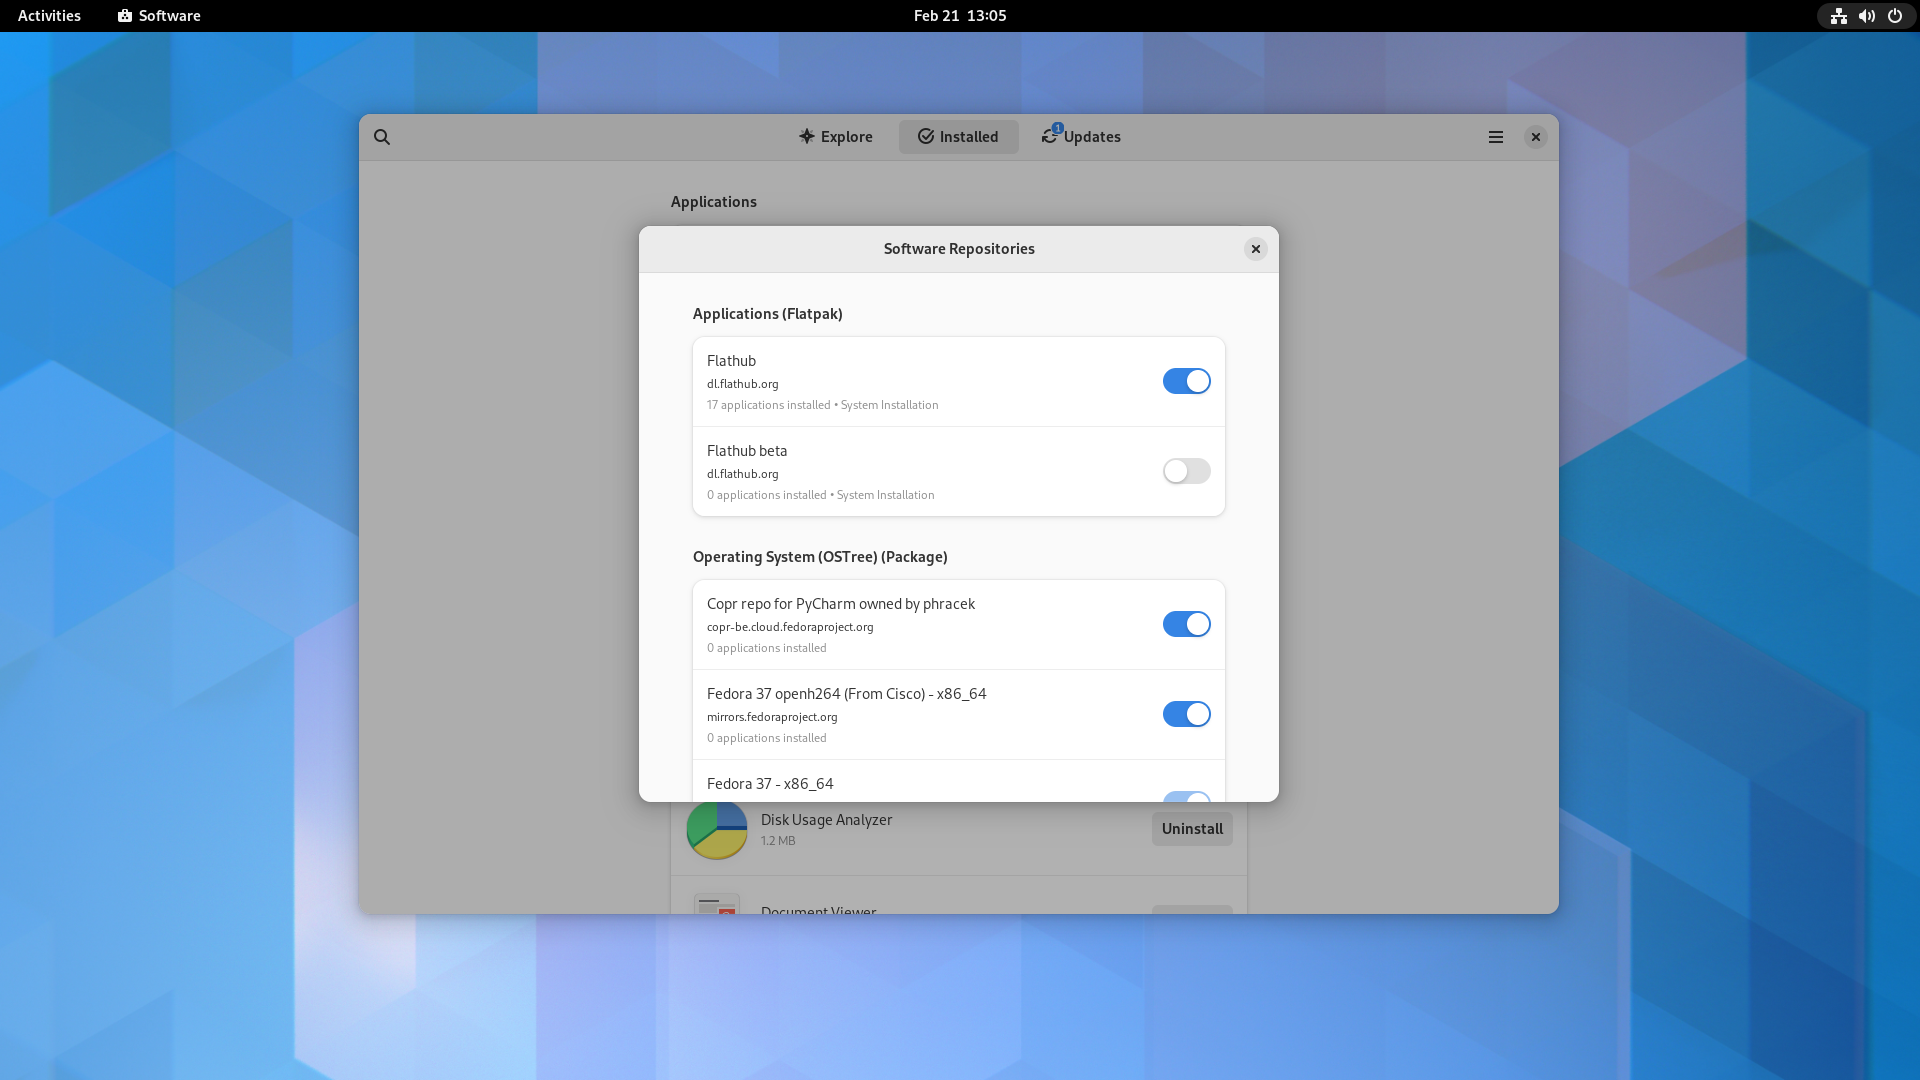 Activities
Software
Feb 21 13:05
Explore
Installed
1
Updates
Applications
Software Repositories
Applications (Flatpak)
Flathub
dl.flathub.org
17 applications installed • System Installation
Flathub beta
dl.flathub.org
0 applications installed • System Installation
Operating System (OSTree) (Package)
Copr repo for PyCharm owned by phracek
copr-be.cloud.fedoraproject.org
0 applications installed
Fedora 37 openh264 (From Cisco) - x86_64
mirrors.fedoraproject.org
0 applications installed
Fedora 37 - x86_64
Disk Usage Analyzer
1.2 MB
Uninstall
Document Viewer